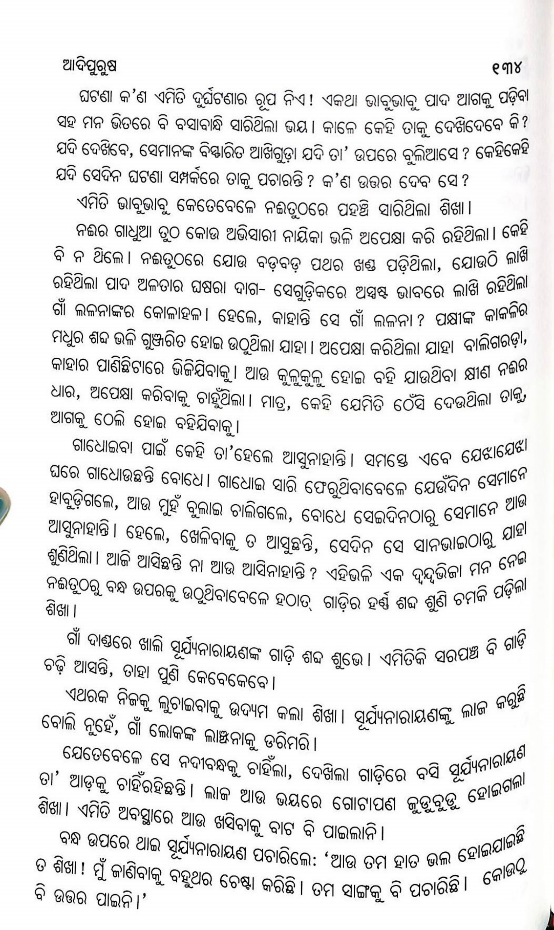 ଆଦିପୁରୁଷ ୧୩୪
ଘଟଣା କ'ଣ ଏମିତି ଦୁର୍ଘଟଣାର ରୂପ ନିଏ! ଏକଥା ଭାବୁଭାବୁ ପାଦ ଆଗକୁ ପଡ଼ିବା
ସହ ମନ ଭିତରେ ବି ବସାବାନ୍ଧି ସାରିଥିଲା ଭୟ। କାଳେ କେହି ତାକୁ ଦେଖିଦେବେ କି?
ଯଦି ଦେଖିବେ, ସେମାନଙ୍କ ବିସ୍ଫାରିତ ଆଖିଗୁଡ଼ା ଯଦି ତା' ଉପରେ ବୁଲିଆସେ? କେହିକେହି
ଯଦି ସେଦିନ ଘଟଣା ସମ୍ପର୍କରେ ତାକୁ ପଚାରନ୍ତି? କ'ଣ ଉତ୍ତର ଦେବ ସେ?
ଏମିତି ଭାବୁଭାବୁ କେତେବେଳେ ନଈତୁଠରେ ପହଞ୍ଚି ସାରିଥିଲା ଶିଖା।
ନଈର ଗାଧୁଆ ତୁଠ କୋଉ ଅଭିସାରୀ ନାୟିକା ଭଳି ଅପେକ୍ଷା କରି ରହିଥିଲା। କେହି
ବି ନ ଥିଲେ। ନଈତୁଠରେ ଯୋଉ ବଡ଼ବଡ଼ ପଥର ଖଣ୍ଡ ପଡ଼ିଥିଲା, ଯୋଉଠି ଲାଖି
ରହିଥିଲା ପାଦ ଅଳତାର ଘଷରା ଦାଗ- ସେଗୁଡ଼ିକରେ ଅସ୍ପଷ୍ଟ ଭାବରେ ଲାଖି ରହିଥିଲା
ଗାଁ ଲଳନାଙ୍କର କୋଳାହଳ। ହେଲେ, କାହାନ୍ତି ସେ ଗାଁ ଲଳନା? ପକ୍ଷୀଙ୍କ କାକଳିର
ମଧୁର ଶବ୍ଦ ଭଳି ଗୁଞ୍ଜରିତ ହୋଇ ଉଠୁଥିଲା ଯାହା। ଅପେକ୍ଷା କରିଥିଲା ଯାହା ବାଲିଗରଡ଼ା,
କାହାର ପାଣିଛିଟାରେ ଭିଜିଯିବାକୁ। ଆଉ କୁଳୁକୁଳୁ ହୋଇ ବହି ଯାଉଥିବା କ୍ଷୀଣ ନଈର
ଧାର, ଅପେକ୍ଷା କରିବାକୁ ଚାହୁଁଥିଲା। ମାତ୍ର, କେହି ଯେମିତି ଠେଁସି ଦେଉଥିଲା ତାକୁ,
ଆଗକୁ ଠେଲି ହୋଇ ବହିଯିବାକୁ।
ଗାଧୋଇବା ପାଇଁ କେହି ତା'ହେଲେ ଆସୁନାହାନ୍ତି। ସମସ୍ତେ ଏବେ ଯେଝାଯେଝା
ଘରେ ଗାଧୋଉଛନ୍ତି ବୋଧେ। ଗାଧୋଇ ସାରି ଫେରୁଥିବାବେଳେ ଯେଉଁଦିନ ସେମାନେ
ହାବୁଡ଼ିଗଲେ, ଆଉ ମୁହଁ ବୁଲାଇ ଚାଲିଗଲେ, ବୋଧେ ସେଇଦିନଠାରୁ ସେମାନେ ଆଉ
ଆସୁନାହାନ୍ତି। ହେଲେ, ଖେଳିବାକୁ ତ ଆସୁଛନ୍ତି, ସେଦିନ ସେ ସାନଭାଇଠାରୁ ଯାହା
ଶୁଣିଥିଲା। ଆଜି ଆସିଛନ୍ତି ନା ଆଉ ଆସିନାହାନ୍ତି? ଏହିଭଳି ଏକ ଦ୍ୱନ୍ଦ୍ୱଭିଜା ମନ ନେଇ
ନଈତୁଠରୁ ବନ୍ଧ ଉପରକୁ ଉଠୁଥିବାବେଳେ ହଠାତ୍ ଗାଡ଼ିର ହର୍ଣ୍ଣ ଶବ୍ଦ ଶୁଣି ଚମକି ପଡ଼ିଲା
ଶିଖା।
ଗାଁ ଦାଣ୍ଡରେ ଖାଲି ସୂର୍ଯ୍ୟନାରାୟଣଙ୍କ ଗାଡ଼ି ଶବ୍ଦ ଶୁଭେ। ଏମିତିକି ସରପଞ୍ଚ ବି ଗାଡ଼ି
ଚଢ଼ି ଆସନ୍ତି, ତାହା ପୁଣି କେବେକେବେ।
ଏଥରକ ନିଜକୁ ଲୁଚାଇବାକୁ ଉଦ୍ୟମ କଲା ଶିଖା। ସୂର୍ଯ୍ୟନାରାୟଣଙ୍କୁ ଲାଜ କରୁଛି
ବୋଲି ନୁହେଁ, ଗାଁ ଲୋକଙ୍କ ଲାଞ୍ଛନାକୁ ଡରିମରି।
ଯେତେବେଳେ ସେ ନଦୀବନ୍ଧକୁ ଚାହିଁଲା, ଦେଖିଲା ଗାଡ଼ିରେ ବସି ସୂର୍ଯ୍ୟନାରାୟଣ
ତା' ଆଡ଼କୁ ଚାହିଁରହିଛନ୍ତି। ଲାଜ ଆଉ ଭୟରେ ଗୋଟାପଣ ଜୁଡୁବୁଡୁ ହୋଇଗଲା
ଶିଖା। ଏମିତି ଅବସ୍ଥାରେ ଆଉ ଖସିବାକୁ ବାଟ ବି ପାଇଲାନି।
ବନ୍ଧ ଉପରେ ଥାଇ ସୂର୍ଯ୍ୟନାରାୟଣ ପଚାରିଲେ: 'ଆଉ ତମ ହାତ ଭଲ ହୋଇଯାଇଛି
ତ ଶିଖା! ମୁଁ ଜାଣିବାକୁ ବହୁଥର ଚେଷ୍ଟା କରିଛି। ତମ ସାଙ୍ଗକୁ ବି ପଚାରିଛି। କୋଉଠୁ
ବି ଉତ୍ତର ପାଇନି।'